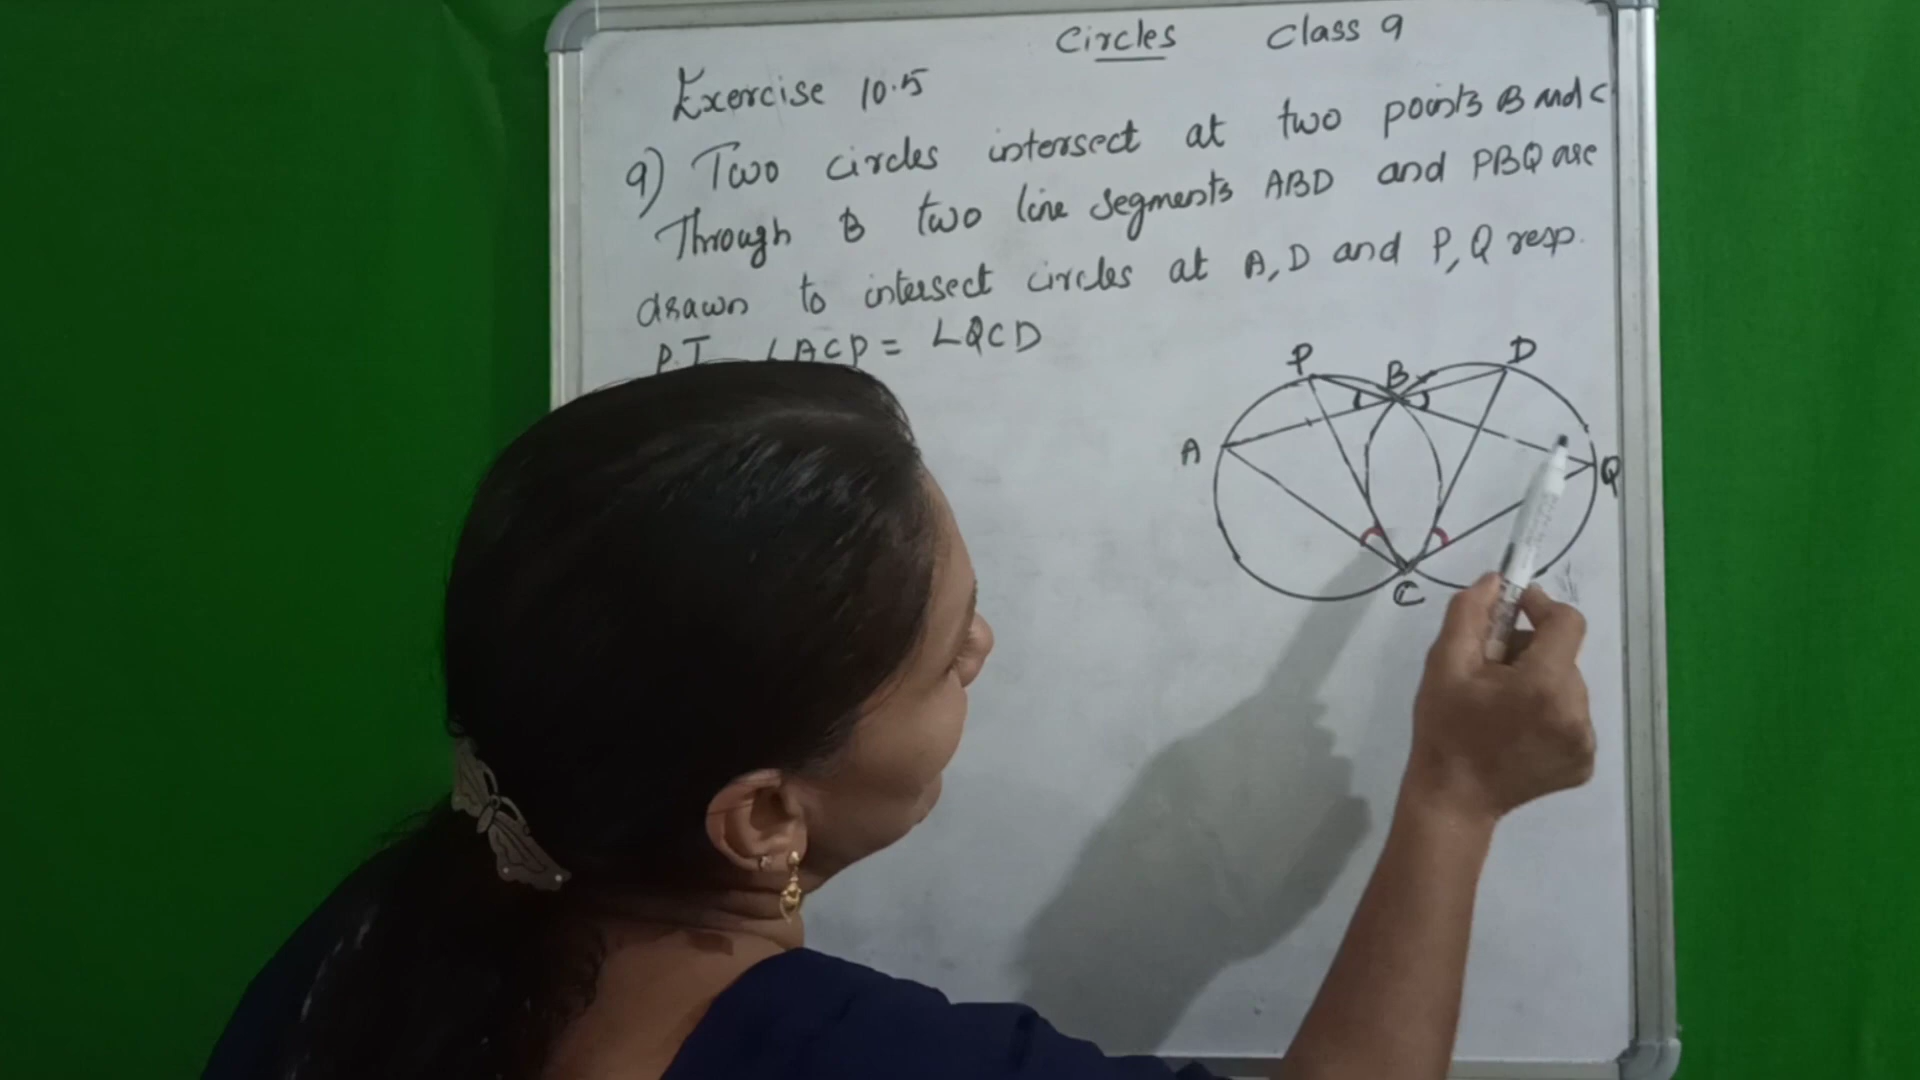 Circles Class 9
Exercise 10.5
9) Two circles intersect at two points B and C
Through B two line segments ABD and PBQ are
drawn to intersect circles at A, D and P, Q resp.
P.T ∠ACP = ∠QCD
P
B
D
A
Q
C